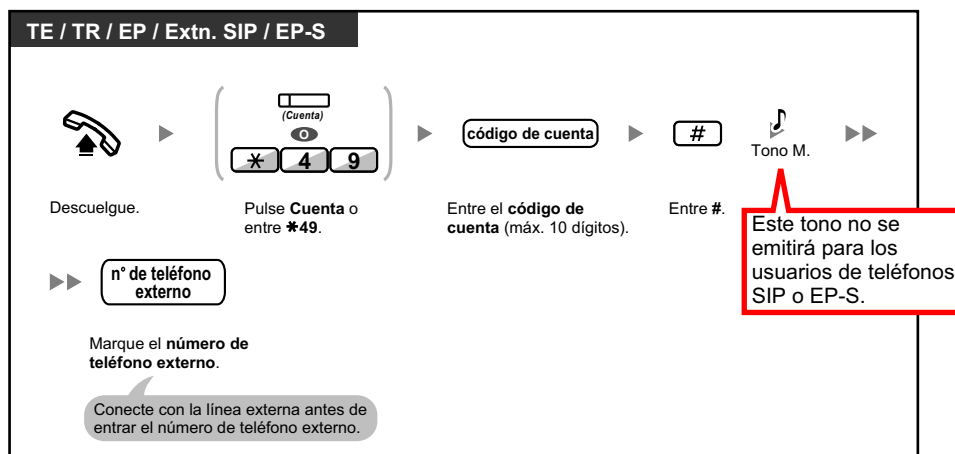 TE / TR / EP / Extn. SIP / EP-S
(Cuenta)
O
* 4 9
código de cuenta
#
Tono M.
Descuelgue.
Pulse Cuenta o
entre *49.
Entre el código de
cuenta (máx. 10 dígitos).
Entre #.
Este tono no se
emitirá para los
usuarios de teléfonos
SIP o EP-S.
n° de teléfono
externo
Marque el número de
teléfono externo.
Conecte con la línea externa antes de
entrar el número de teléfono externo.